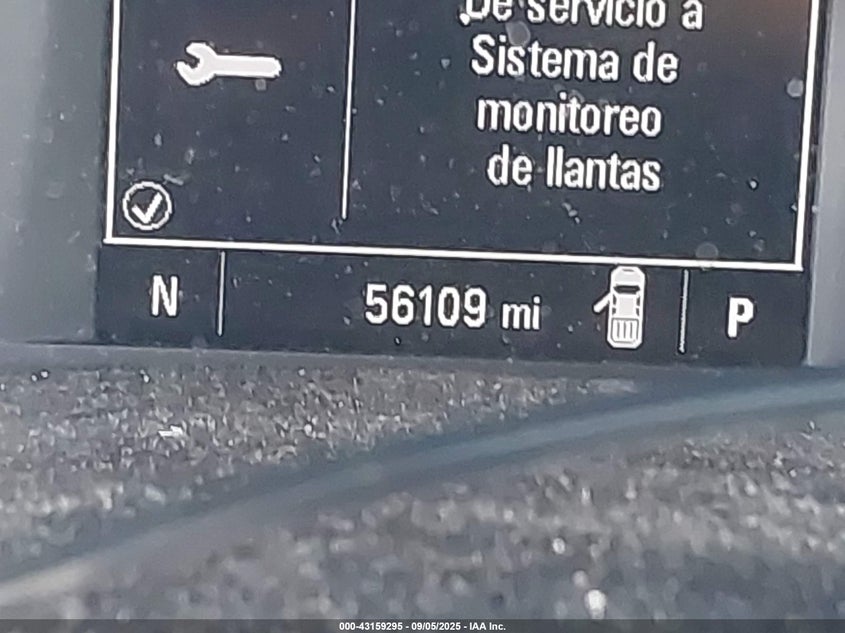 De servicio a
Sistema de
monitoreo
de llantas
N
56109 mi
P
000-43159295 - 09/05/2025 - IAA Inc.